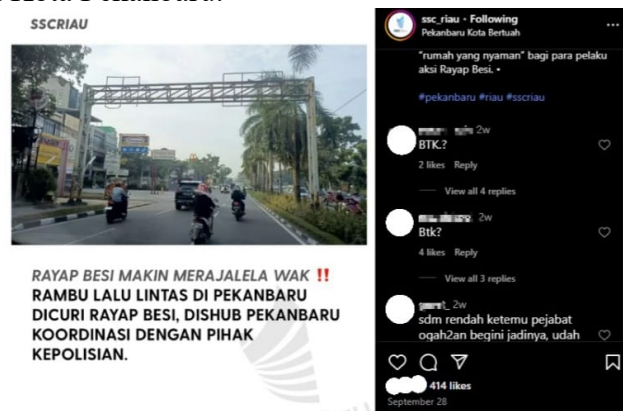 SSCRIAU
RAYAP BESI MAKIN MERAJALELA WAK ‼
RAMBU LALU LINTAS DI PEKANBARU
DICURI RAYAP BESI, DISHUB PEKANBARU
KOORDINASI DENGAN PIHAK
KEPOLISIAN.
ssc_riau • Following
Pekanbaru Kota Bertuah
"rumah yang nyaman" bagi para pelaku
aksi Rayap Besi. •
#pekanbaru #riau #sscriau
2w
BTK.?
2 likes Reply
View all 4 replies
2w
Btk?
4 likes Reply
View all 3 replies
2w
sdm rendah ketemu pejabat
ogah2an begini jadinya, udah
414 likes
September 28